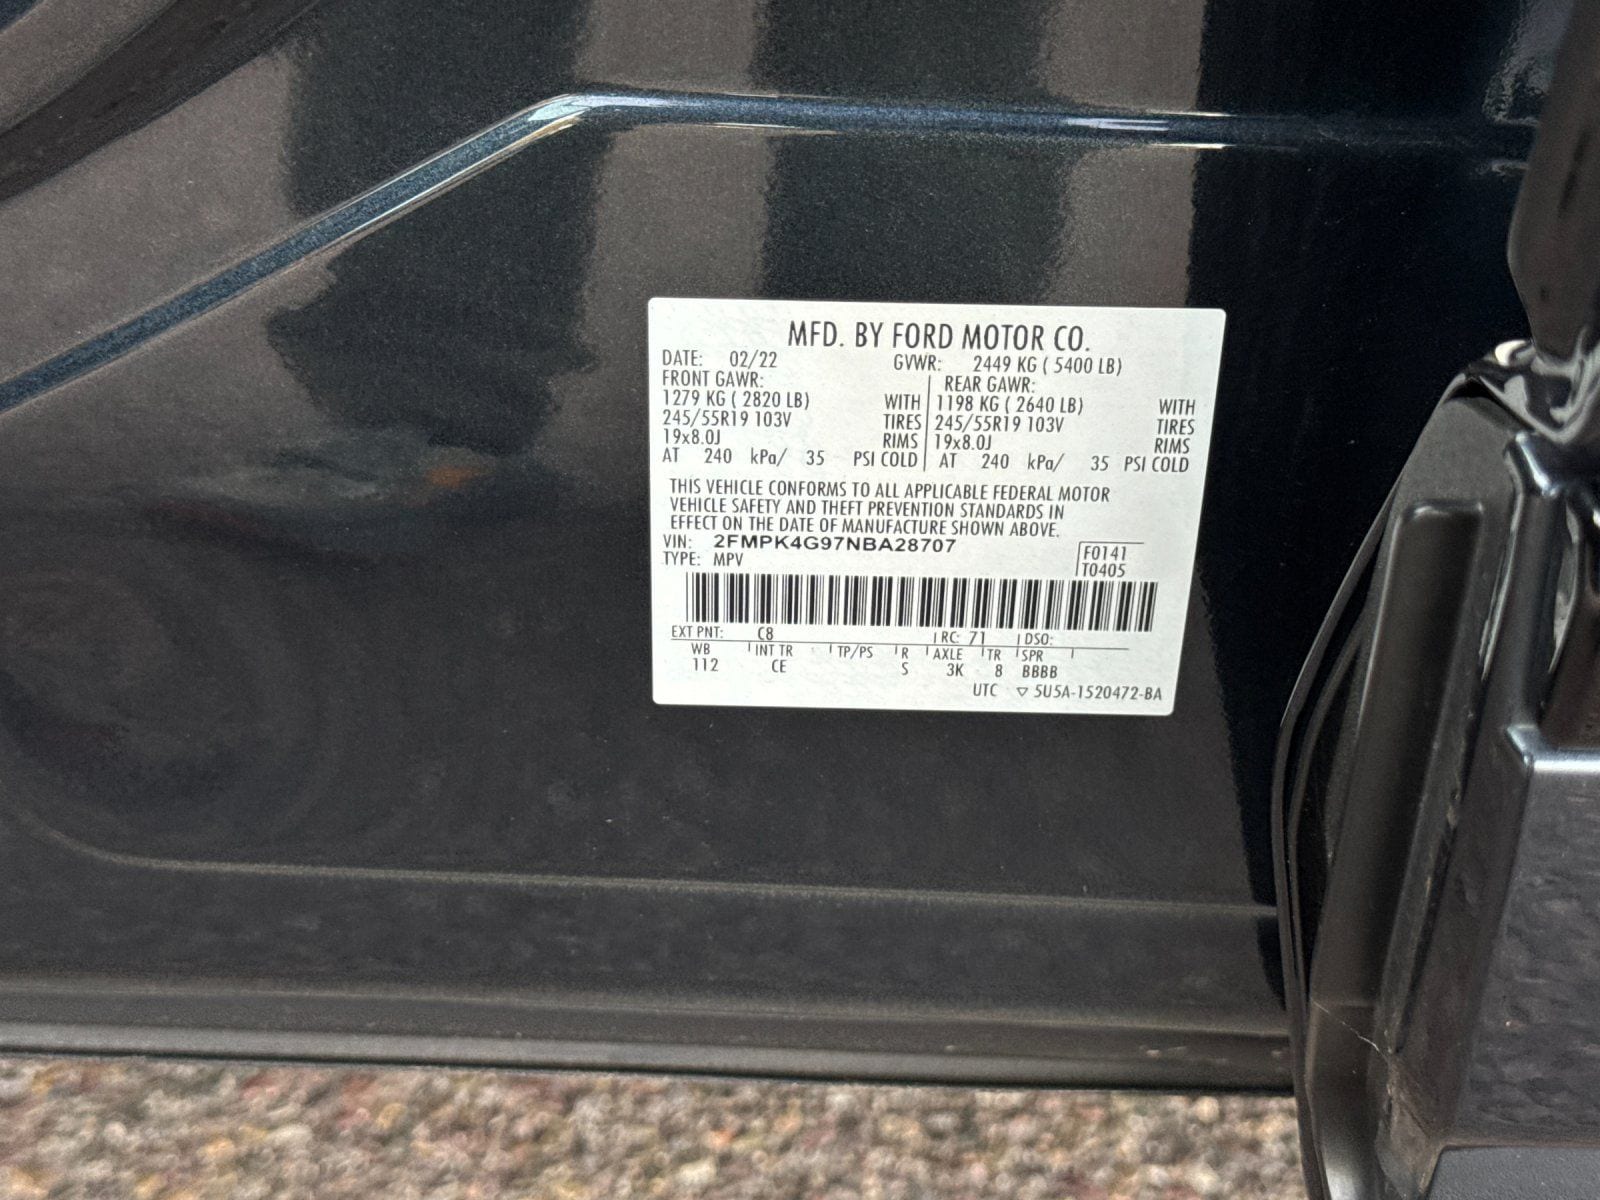 MFD. BY FORD MOTOR CO.
DATE: 02/22 GVWR: 2449 KG ( 5400 LB)
FRONT GAWR: REAR GAWR:
1279 KG ( 2820 LB) WITH 1198 KG ( 2640 LB) WITH
245/55R19 103V TIRES 245/55R19 103V TIRES
19x8.0J RIMS 19x8.0J RIMS
AT 240 kPa/ 35 PSI COLD AT 240 kPa/ 35 PSI COLD
THIS VEHICLE CONFORMS TO ALL APPLICABLE FEDERAL MOTOR
VEHICLE SAFETY AND THEFT PREVENTION STANDARDS IN
EFFECT ON THE DATE OF MANUFACTURE SHOWN ABOVE.
VIN: 2FMPK4G97NBA28707
TYPE: MPV
F0141
T0405
EXT PNT: C8 RC: 71 DSO:
WB INT TR TP/PS R AXLE TR SPR
112 CE S 3K 8 BBBB
UTC ▽ 5U5A-1520472-BA